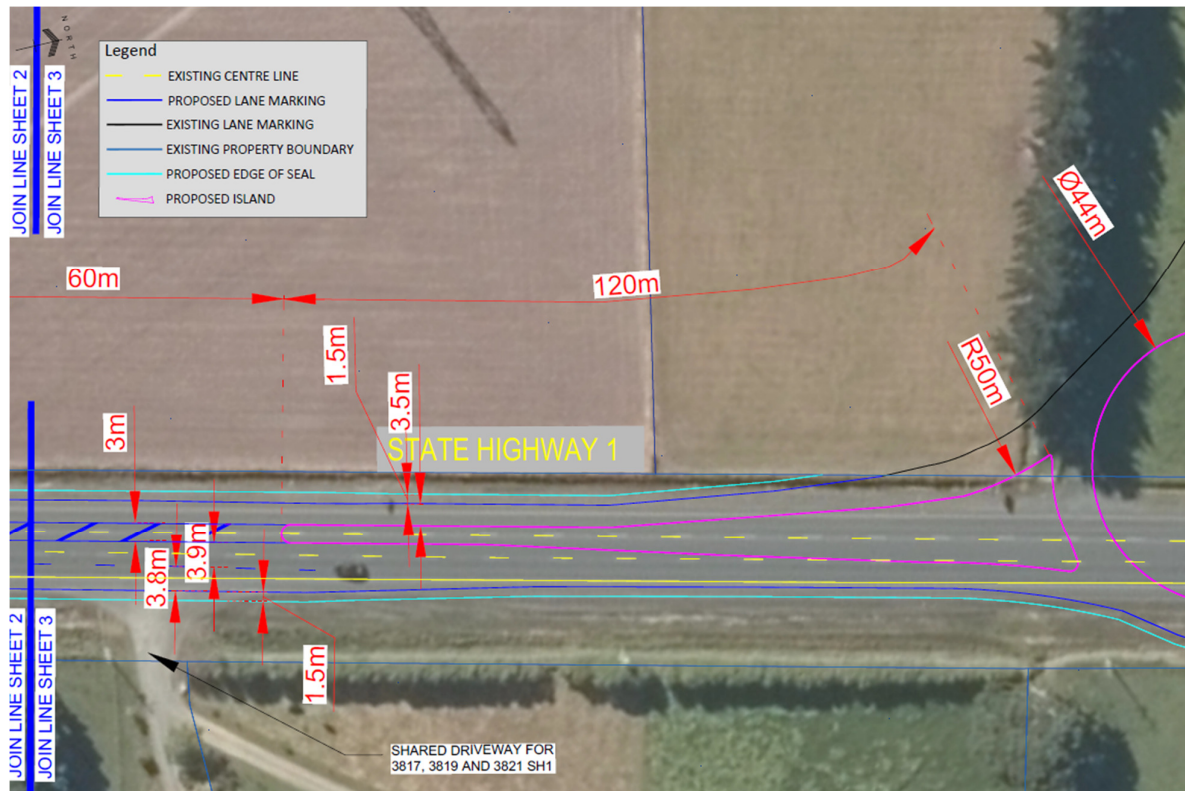 NORTH
JOIN LINE SHEET 2
JOIN LINE SHEET 3
Legend
EXISTING CENTRE LINE
PROPOSED LANE MARKING
EXISTING LANE MARKING
EXISTING PROPERTY BOUNDARY
PROPOSED EDGE OF SEAL
PROPOSED ISLAND
Ø44m
60m
120m
1.5m
3.5m
R50m
3m
STATE HIGHWAY 1
3.8m
3.9m
1.5m
JOIN LINE SHEET 2
JOIN LINE SHEET 3
SHARED DRIVEWAY FOR
3817, 3819 AND 3821 SH1